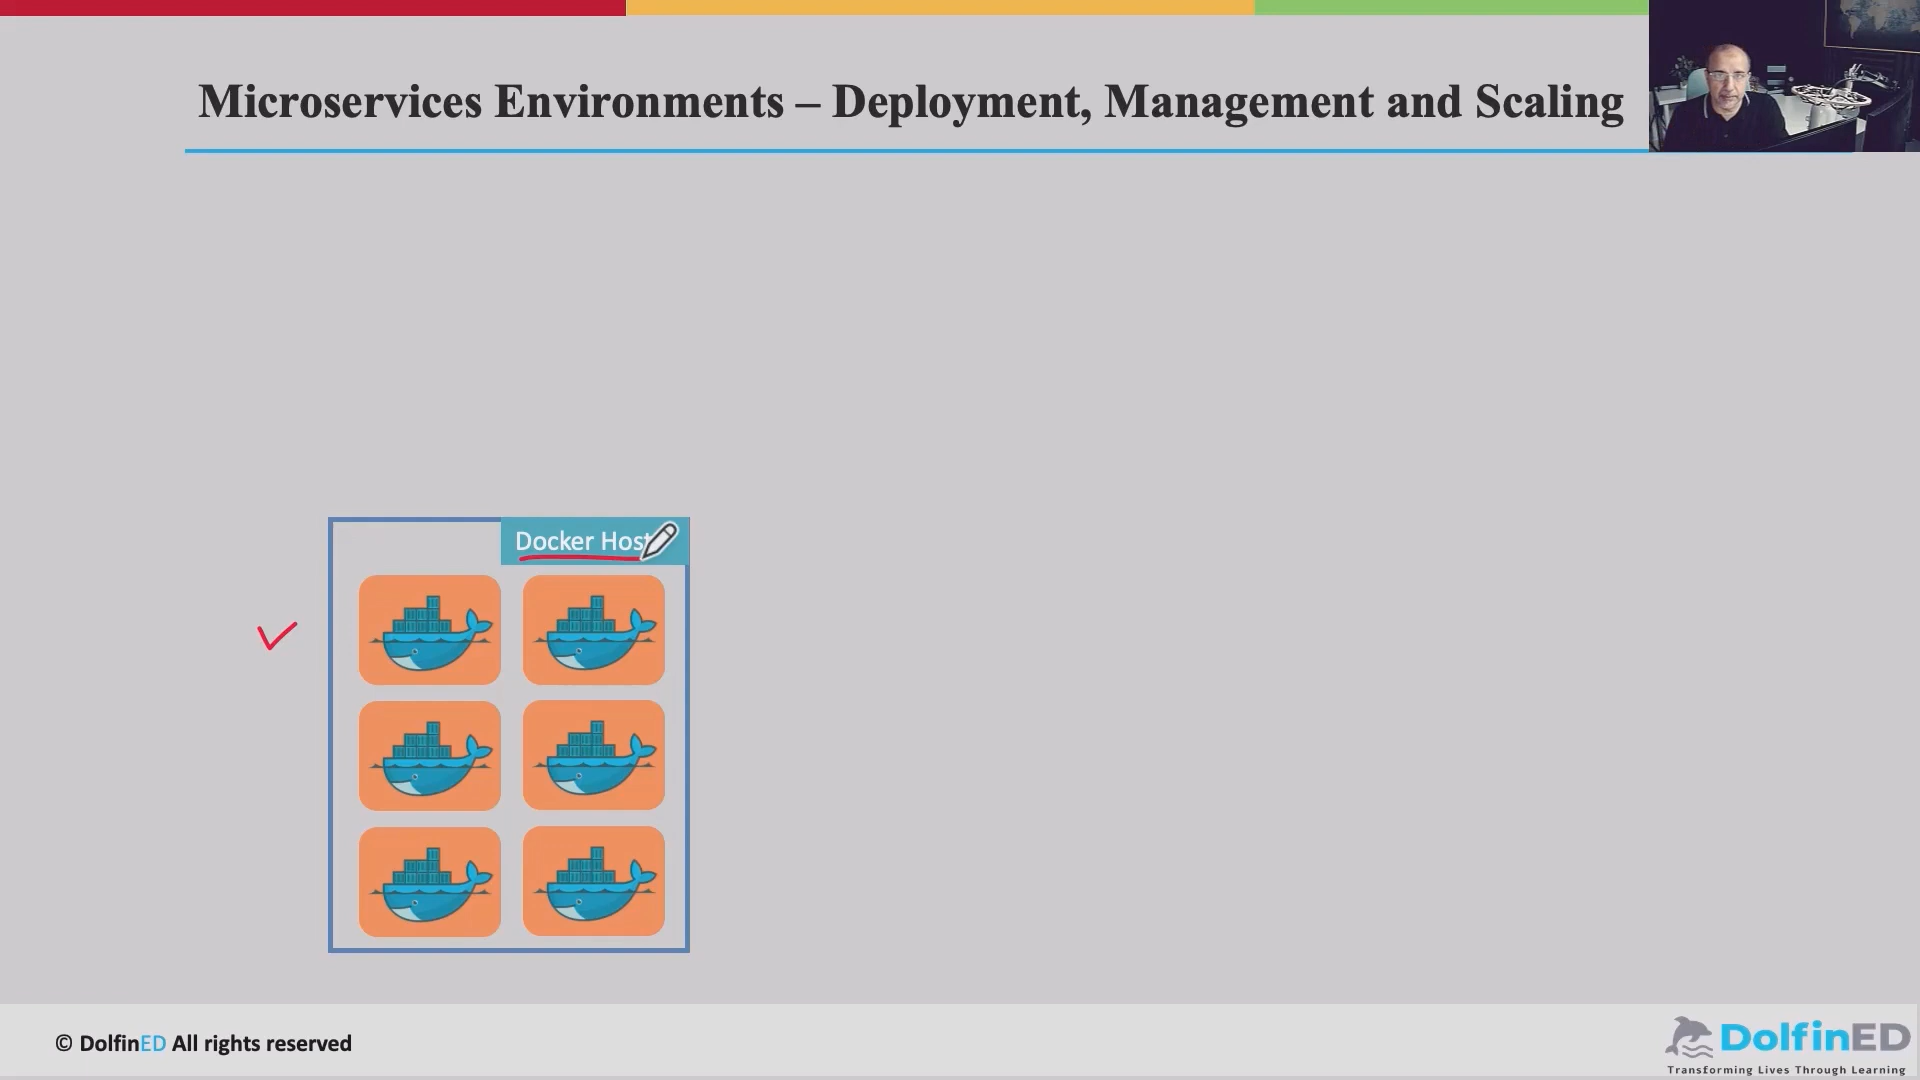 Microservices Environments – Deployment, Management and Scaling
Docker Host
© DolfinED All rights reserved
DolfinED
Transforming Lives Through Learning